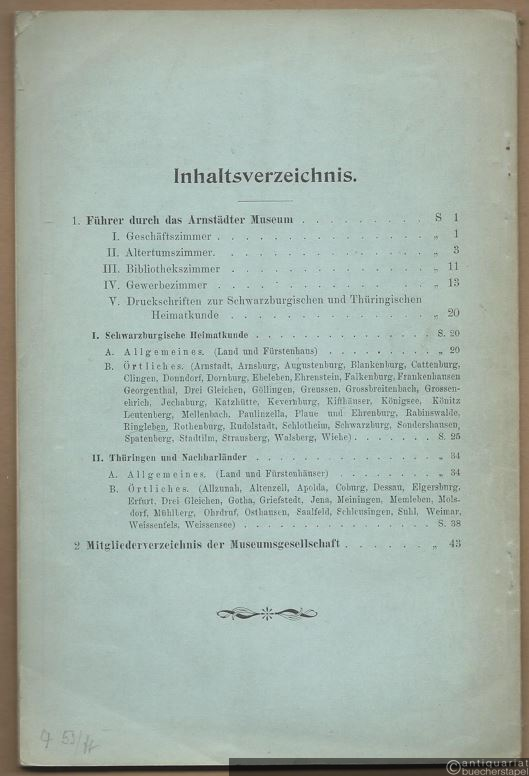 Inhaltsverzeichnis.
1. Führer durch das Arnstädter Museum . . . . . . . . . S 1
I. Geschäftszimmer . . . . . . . . . . . . . . . „ 1
II. Altertumszimmer. . . . . . . . . . . . . . . „ 3
III. Bibliothekszimmer . . . . . . . . . . . . . . „ 11
IV. Gewerbezimmer . . . . . . . . . . . . . . . „ 13
V. Druckschriften zur Schwarzburgischen und Thüringischen
Heimatkunde . . . . . . . . . . . . . . „ 20
I. Schwarzburgische Heimatkunde . . . . . . . . . . . . S. 20
A. Allgemeines. (Land und Fürstenhaus) . . . . . . . . „ 20
B. Örtliches. (Arnstadt, Arnsburg, Augustenburg, Blankenburg, Cattenburg,
Clingen, Donndorf, Dornburg, Ebeleben, Ehrenstein, Falkenburg, Frankenhausen
Georgenthal, Drei Gleichen, Göllingen, Greussen, Grossbreitenbach, Grossen-
ehrich, Jechaburg, Katzhütte, Kevernburg, Kiffhäuser, Königsee, Könitz
Leutenberg, Mellenbach, Paulinzella, Plaue und Ehrenburg, Rabinswalde,
Ringleben, Rothenburg, Rudolstadt, Schlotheim, Schwarzburg, Sondershausen,
Spatenberg, Stadtilm, Strausberg, Walsberg, Wiehe) . . . . . . . S. 25
II. Thüringen und Nachbarländer . . . . . . . . . . . . „ 34
A. Allgemeines. (Land und Fürstenhäuser) . . . . . . . „ 34
B. Örtliches. (Allzunah, Altenzell, Apolda, Coburg, Dessau, Elgersburg,
Erfurt, Drei Gleichen, Gotha, Griefstedt, Jena, Meiningen, Memleben, Mols-
dorf, Mühlberg, Ohrdruf, Osthausen, Saalfeld, Schleusingen, Suhl, Weimar,
Weissenfels, Weissensee) . . . . . . . . . . . . . . S. 38
2 Mitgliederverzeichnis der Museumsgesellschaft . . . . . . „ 43
©antiquariat
buecherstapel